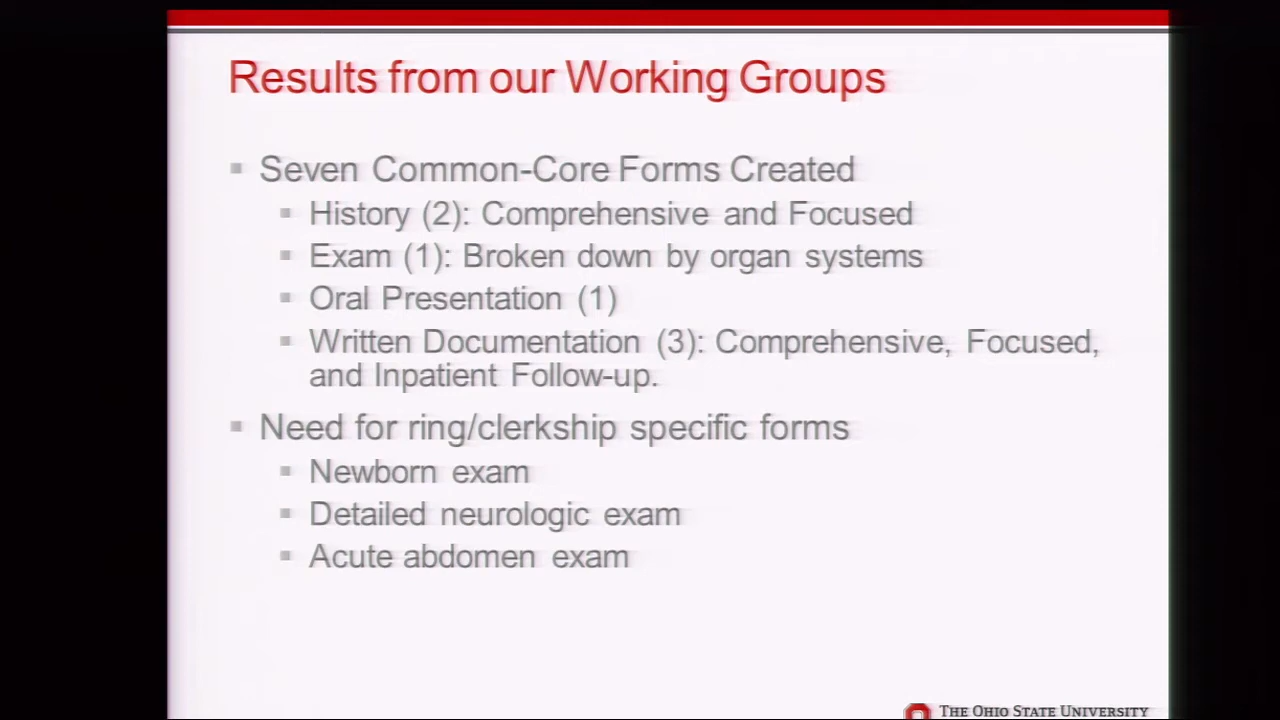 Results from our Working Groups
Seven Common-Core Forms Created
History (2): Comprehensive and Focused
Exam (1): Broken down by organ systems
Oral Presentation (1)
Written Documentation (3): Comprehensive, Focused,
and Inpatient Follow-up.
Need for ring/clerkship specific forms
Newborn exam
Detailed neurologic exam
Acute abdomen exam
THE OHIO STATE UNIVERSITY